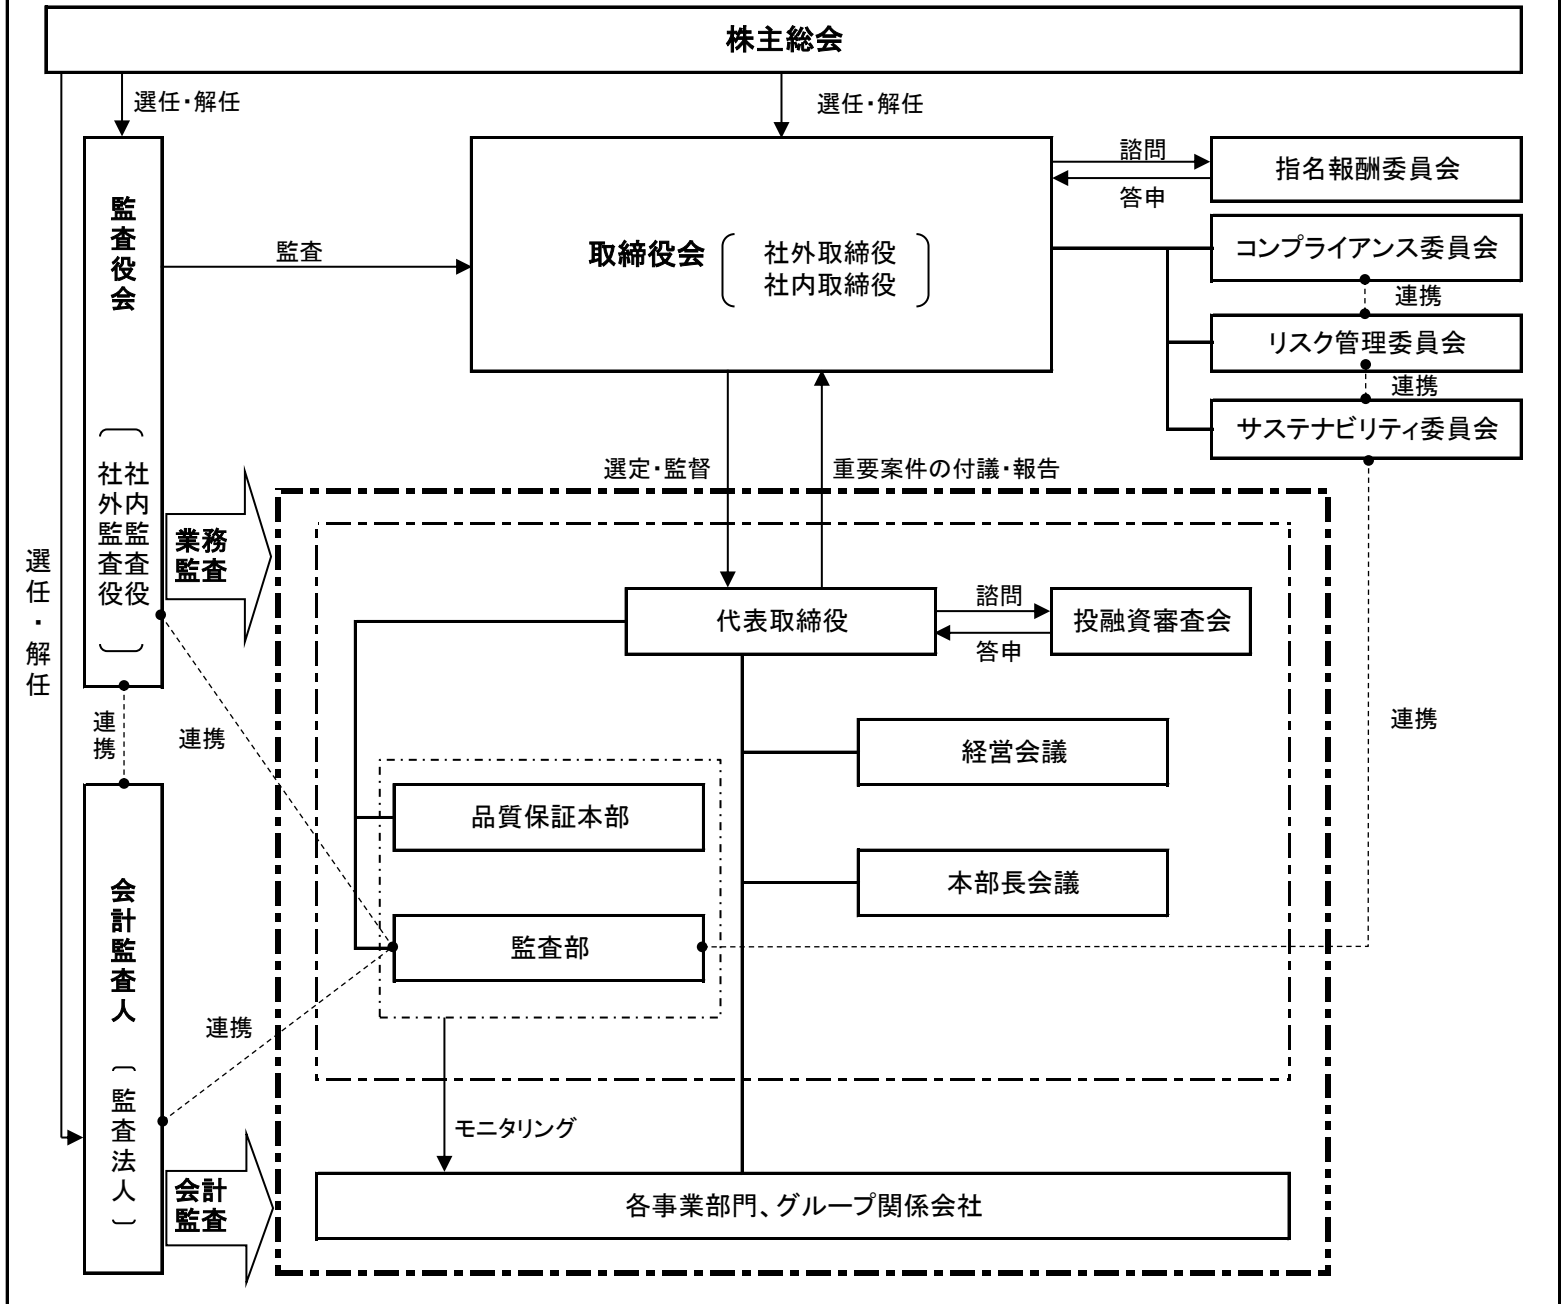 株主総会
選任・解任
選任・解任
監査役会
社内監査役
社外監査役
監査
取締役会
社外取締役
社内取締役
諮問
答申
指名報酬委員会
コンプライアンス委員会
連携
リスク管理委員会
連携
サステナビリティ委員会
選定・監督
重要案件の付議・報告
業務
監査
選任・解任
代表取締役
諮問
答申
投融資審査会
連携
連携
連携
経営会議
品質保証本部
本部長会議
監査部
会計監査人
〔監査法人〕
連携
モニタリング
会計
監査
各事業部門、グループ関係会社